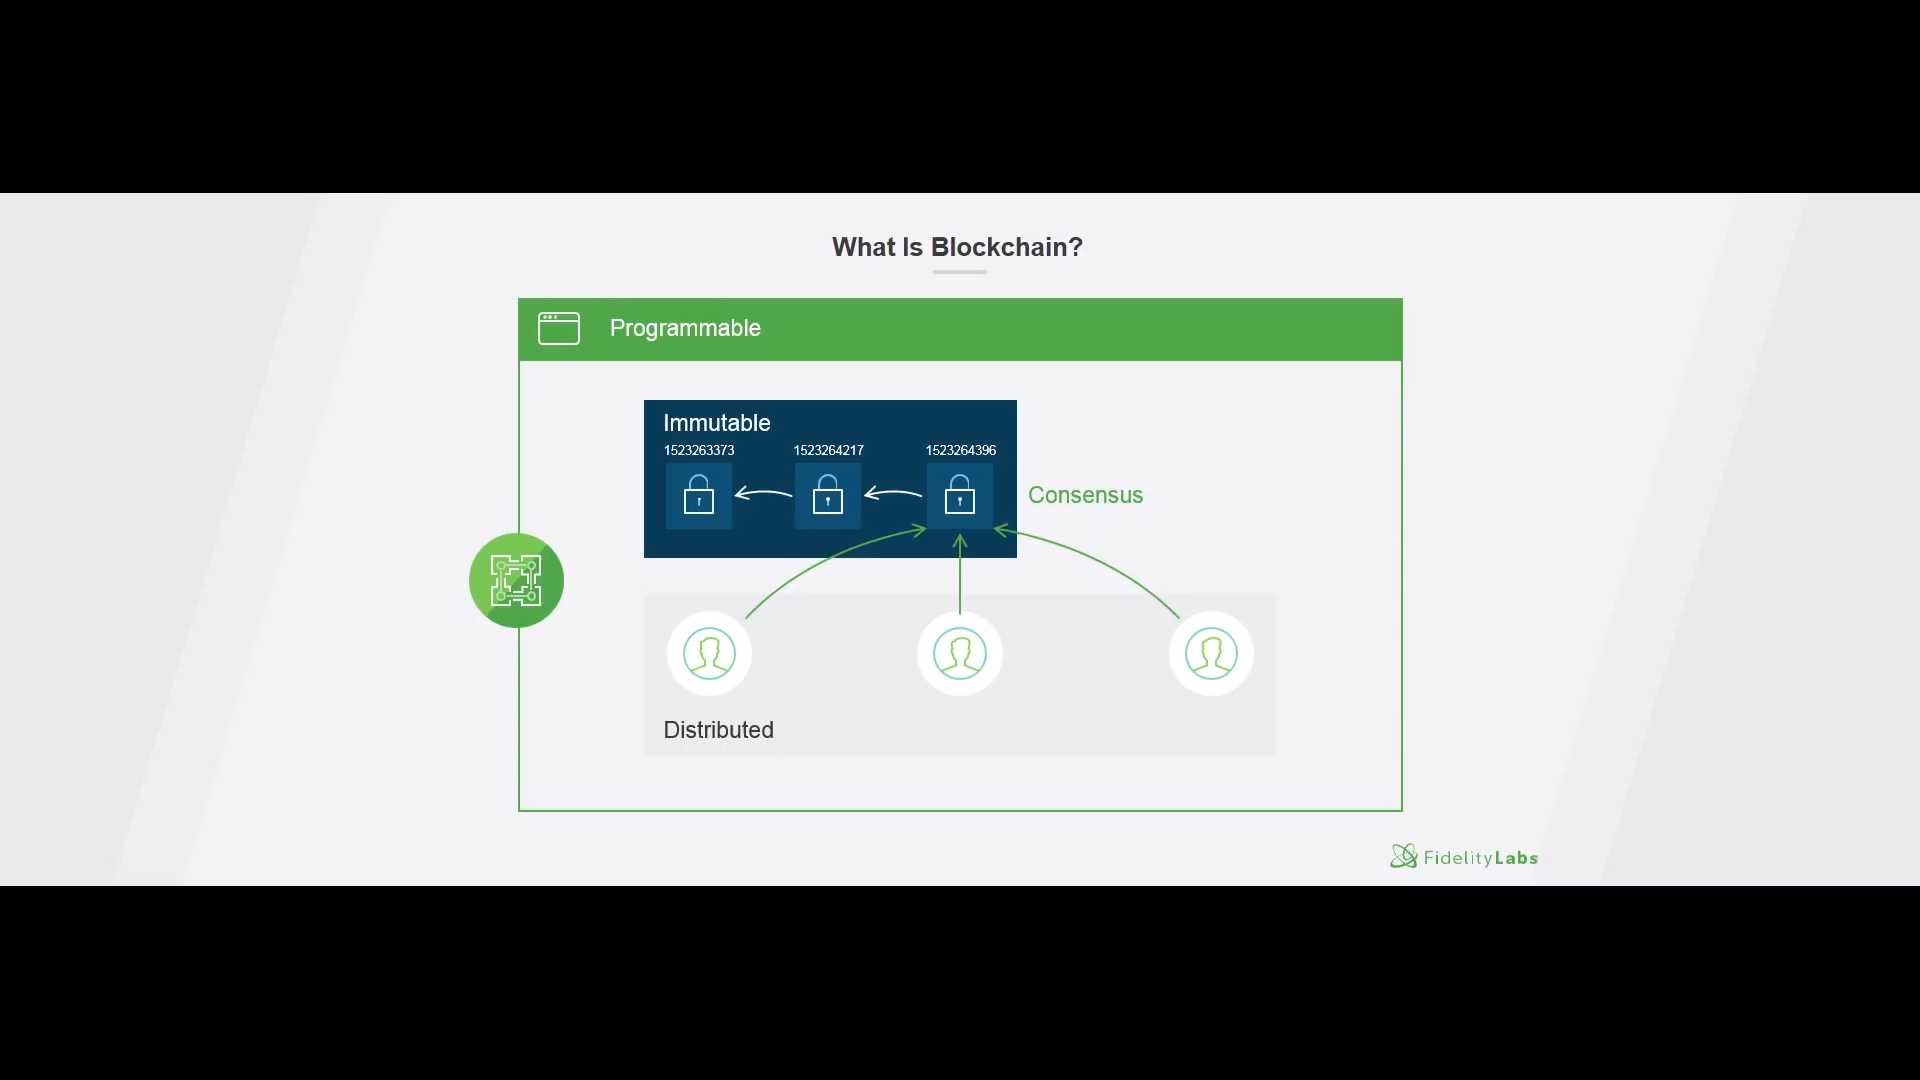 What Is Blockchain?
Programmable
Immutable
1523263373 1523264217 1523264396
Consensus
Distributed
FidelityLabs